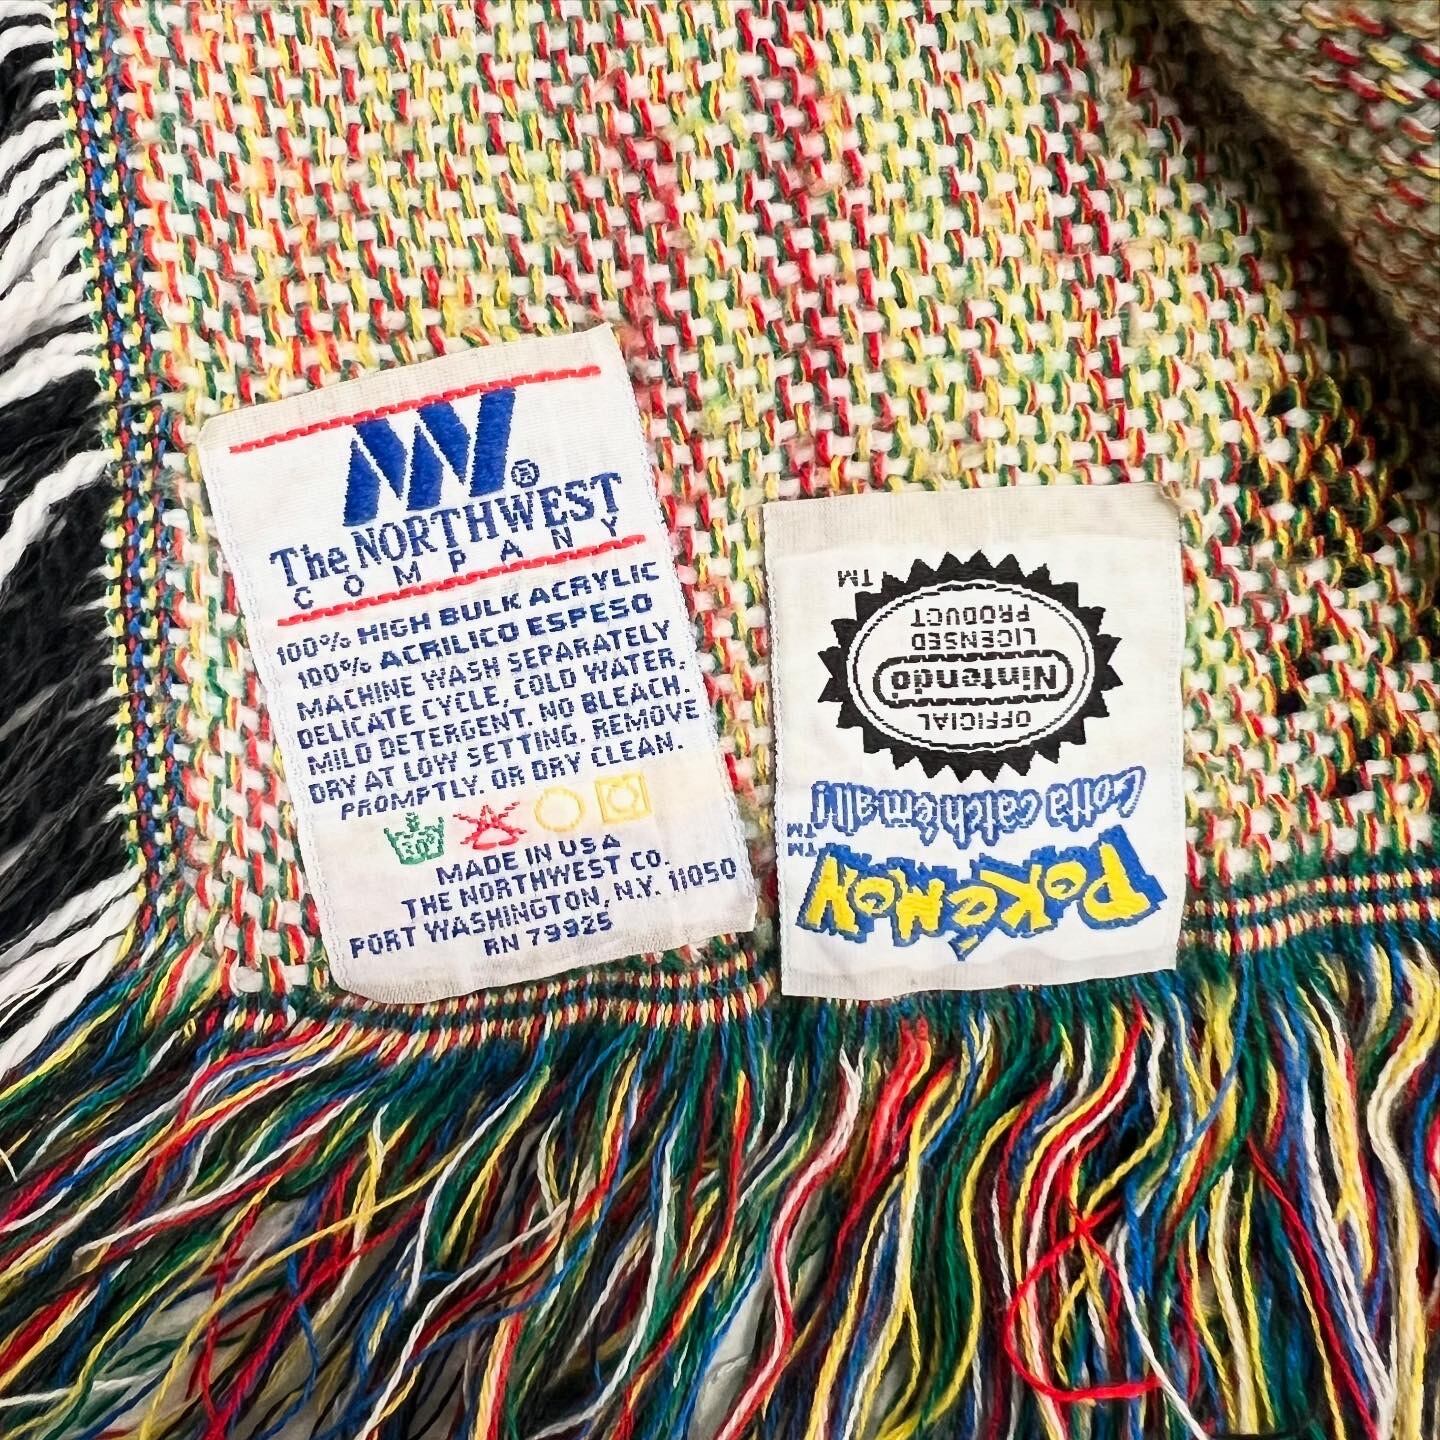 ®
The NORTHWEST
COMPANY
100% HIGH BULK ACRYLIC
100% ACRILICO ESPESO
MACHINE WASH SEPARATELY
DELICATE CYCLE, COLD WATER,
MILD DETERGENT. NO BLEACH.
DRY AT LOW SETTING. REMOVE
PROMPTLY. OR DRY CLEAN.
30°
MADE IN USA
THE NORTHWEST CO.
PORT WASHINGTON, N.Y. 11050
RN 79925
POKéMON TM
Gotta catch'em all! TM
OFFICIAL
Nintendo
LICENSED
PRODUCT
TM